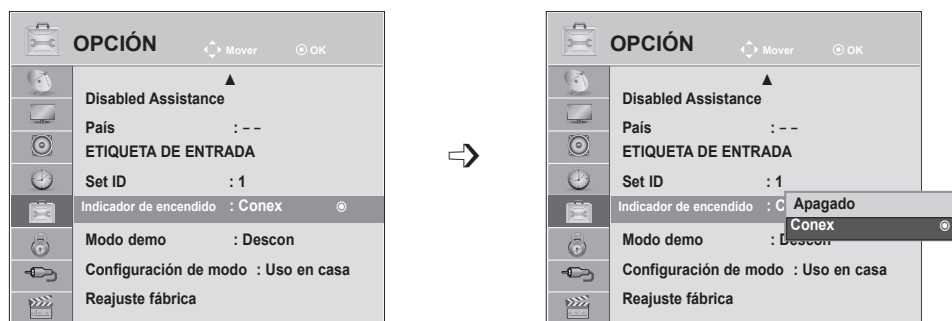 OPCIÓN Mover OK
▲
Disabled Assistance
País : – –
ETIQUETA DE ENTRADA
Set ID : 1
Indicador de encendido : Conex
Modo demo : Descon
Configuración de modo : Uso en casa
Reajuste fábrica
OPCIÓN Mover OK
▲
Disabled Assistance
País : – –
ETIQUETA DE ENTRADA
Set ID : 1
Indicador de encendido : C
Apagado
Conex
Modo demo : Descon
Configuración de modo : Uso en casa
Reajuste fábrica